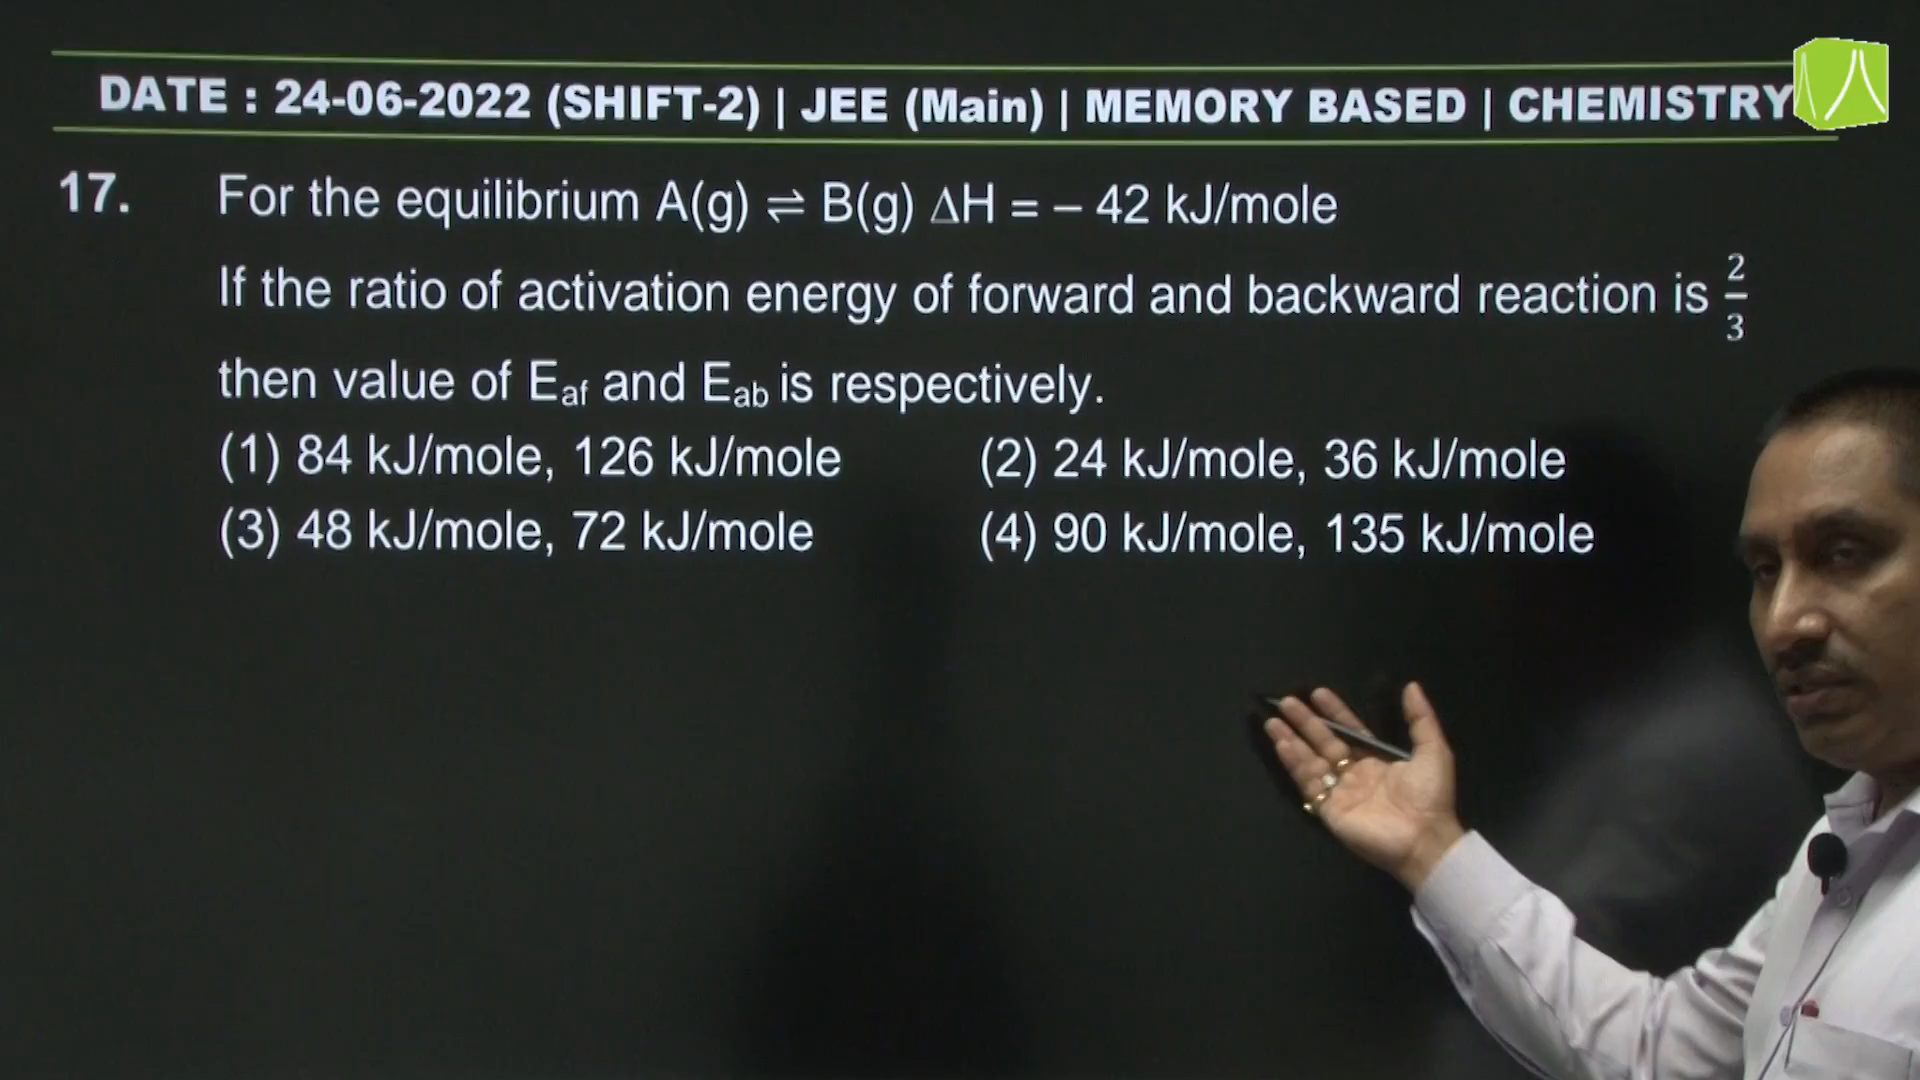 DATE : 24-06-2022 (SHIFT-2) | JEE (Main) | MEMORY BASED | CHEMISTRY
17. For the equilibrium A(g) ⇌ B(g) ΔH = – 42 kJ/mole
If the ratio of activation energy of forward and backward reaction is 2/3
then value of Eaf and Eab is respectively.
(1) 84 kJ/mole, 126 kJ/mole (2) 24 kJ/mole, 36 kJ/mole
(3) 48 kJ/mole, 72 kJ/mole (4) 90 kJ/mole, 135 kJ/mole